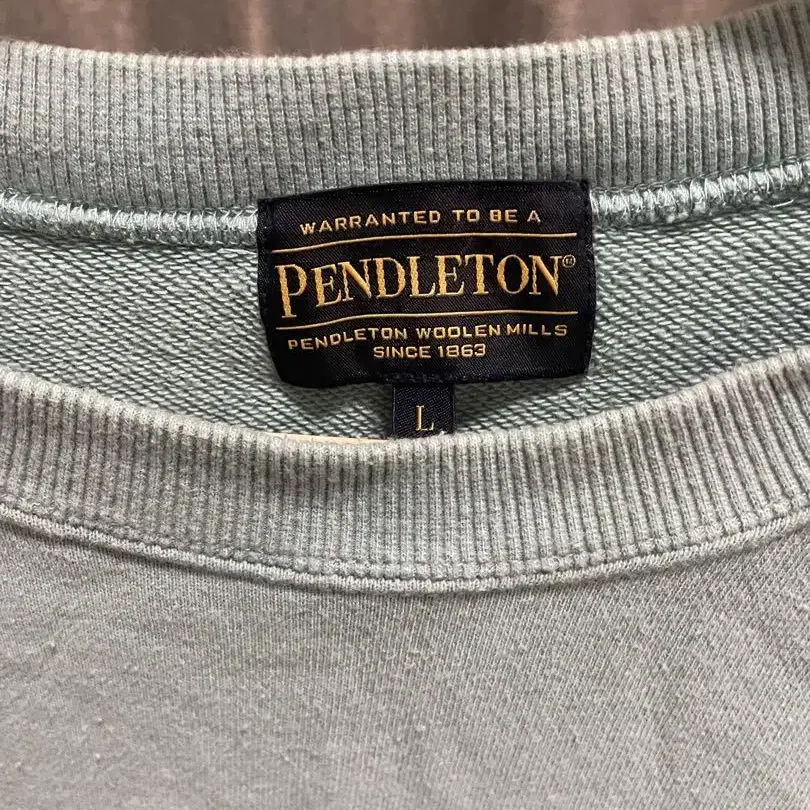 WARRANTED TO BE A
PENDLETON®
PENDLETON WOOLEN MILLS
SINCE 1863
L